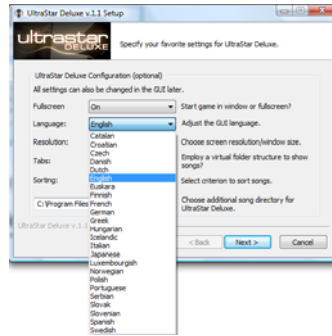 UltraStar Deluxe v.1.1 Setup
ultrastar
DELUXE
Specify your favorite settings for UltraStar Deluxe.
UltraStar Deluxe Configuration (optional)
All settings can also be changed in the GUI later.
Fullscreen On Start game in window or fullscreen?
Language: English Adjust the GUI language.
Resolution: Choose screen resolution/window size.
Tabs: Employ a virtual folder structure to show songs?
Sorting: Select criterion to sort songs.
C:\Program Files Choose additional song directory for UltraStar Deluxe.
UltraStar Deluxe v.1.1
Catalan
Croatian
Czech
Danish
Dutch
English
Euskara
Finnish
French
German
Greek
Hungarian
Icelandic
Italian
Japanese
Luxembourgish
Norwegian
Polish
Portuguese
Serbian
Slovak
Slovenian
Spanish
Swedish
< Back Next > Cancel